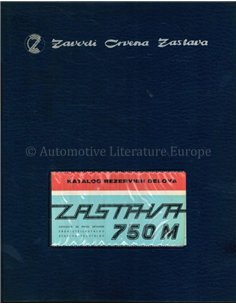 Zavodi Crvena Zastava
© Automotive Literature Europe
KATALOG REZERVNIH DELOVA
ZASTAVA
750 M